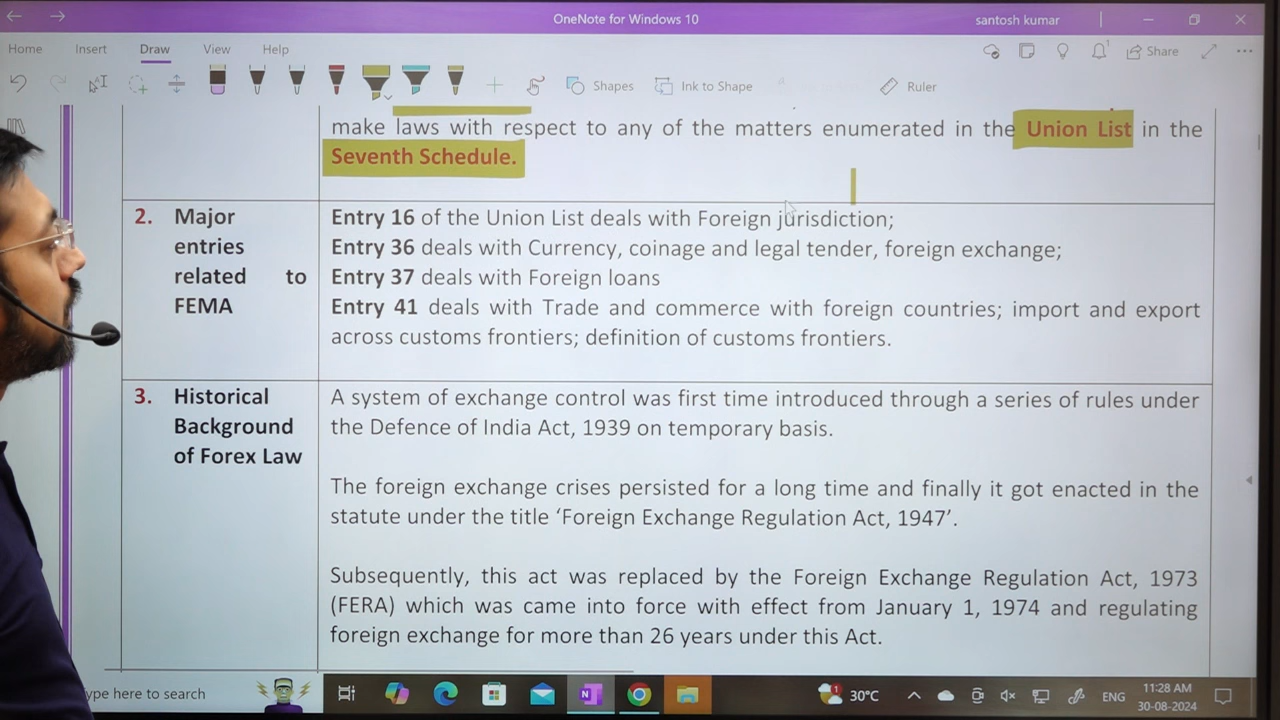 OneNote for Windows 10
santosh kumar
Home Insert Draw View Help
Share
Shapes Ink to Shape Ruler
make laws with respect to any of the matters enumerated in the Union List in the
Seventh Schedule.
2. Major entries related to FEMA
Entry 16 of the Union List deals with Foreign jurisdiction;
Entry 36 deals with Currency, coinage and legal tender, foreign exchange;
Entry 37 deals with Foreign loans
Entry 41 deals with Trade and commerce with foreign countries; import and export
across customs frontiers; definition of customs frontiers.
3. Historical Background of Forex Law
A system of exchange control was first time introduced through a series of rules under
the Defence of India Act, 1939 on temporary basis.
The foreign exchange crises persisted for a long time and finally it got enacted in the
statute under the title ‘Foreign Exchange Regulation Act, 1947’.
Subsequently, this act was replaced by the Foreign Exchange Regulation Act, 1973
(FERA) which was came into force with effect from January 1, 1974 and regulating
foreign exchange for more than 26 years under this Act.
ype here to search
30°C
ENG
11:28 AM
30-08-2024